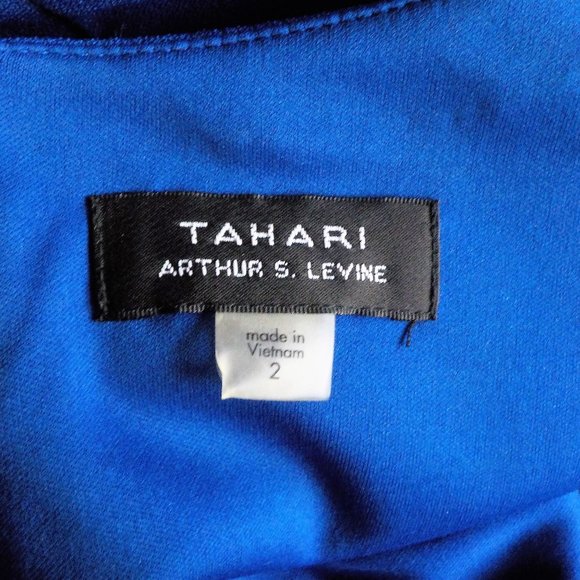 TAHARI
ARTHUR S. LEVINE
made in
Vietnam
2